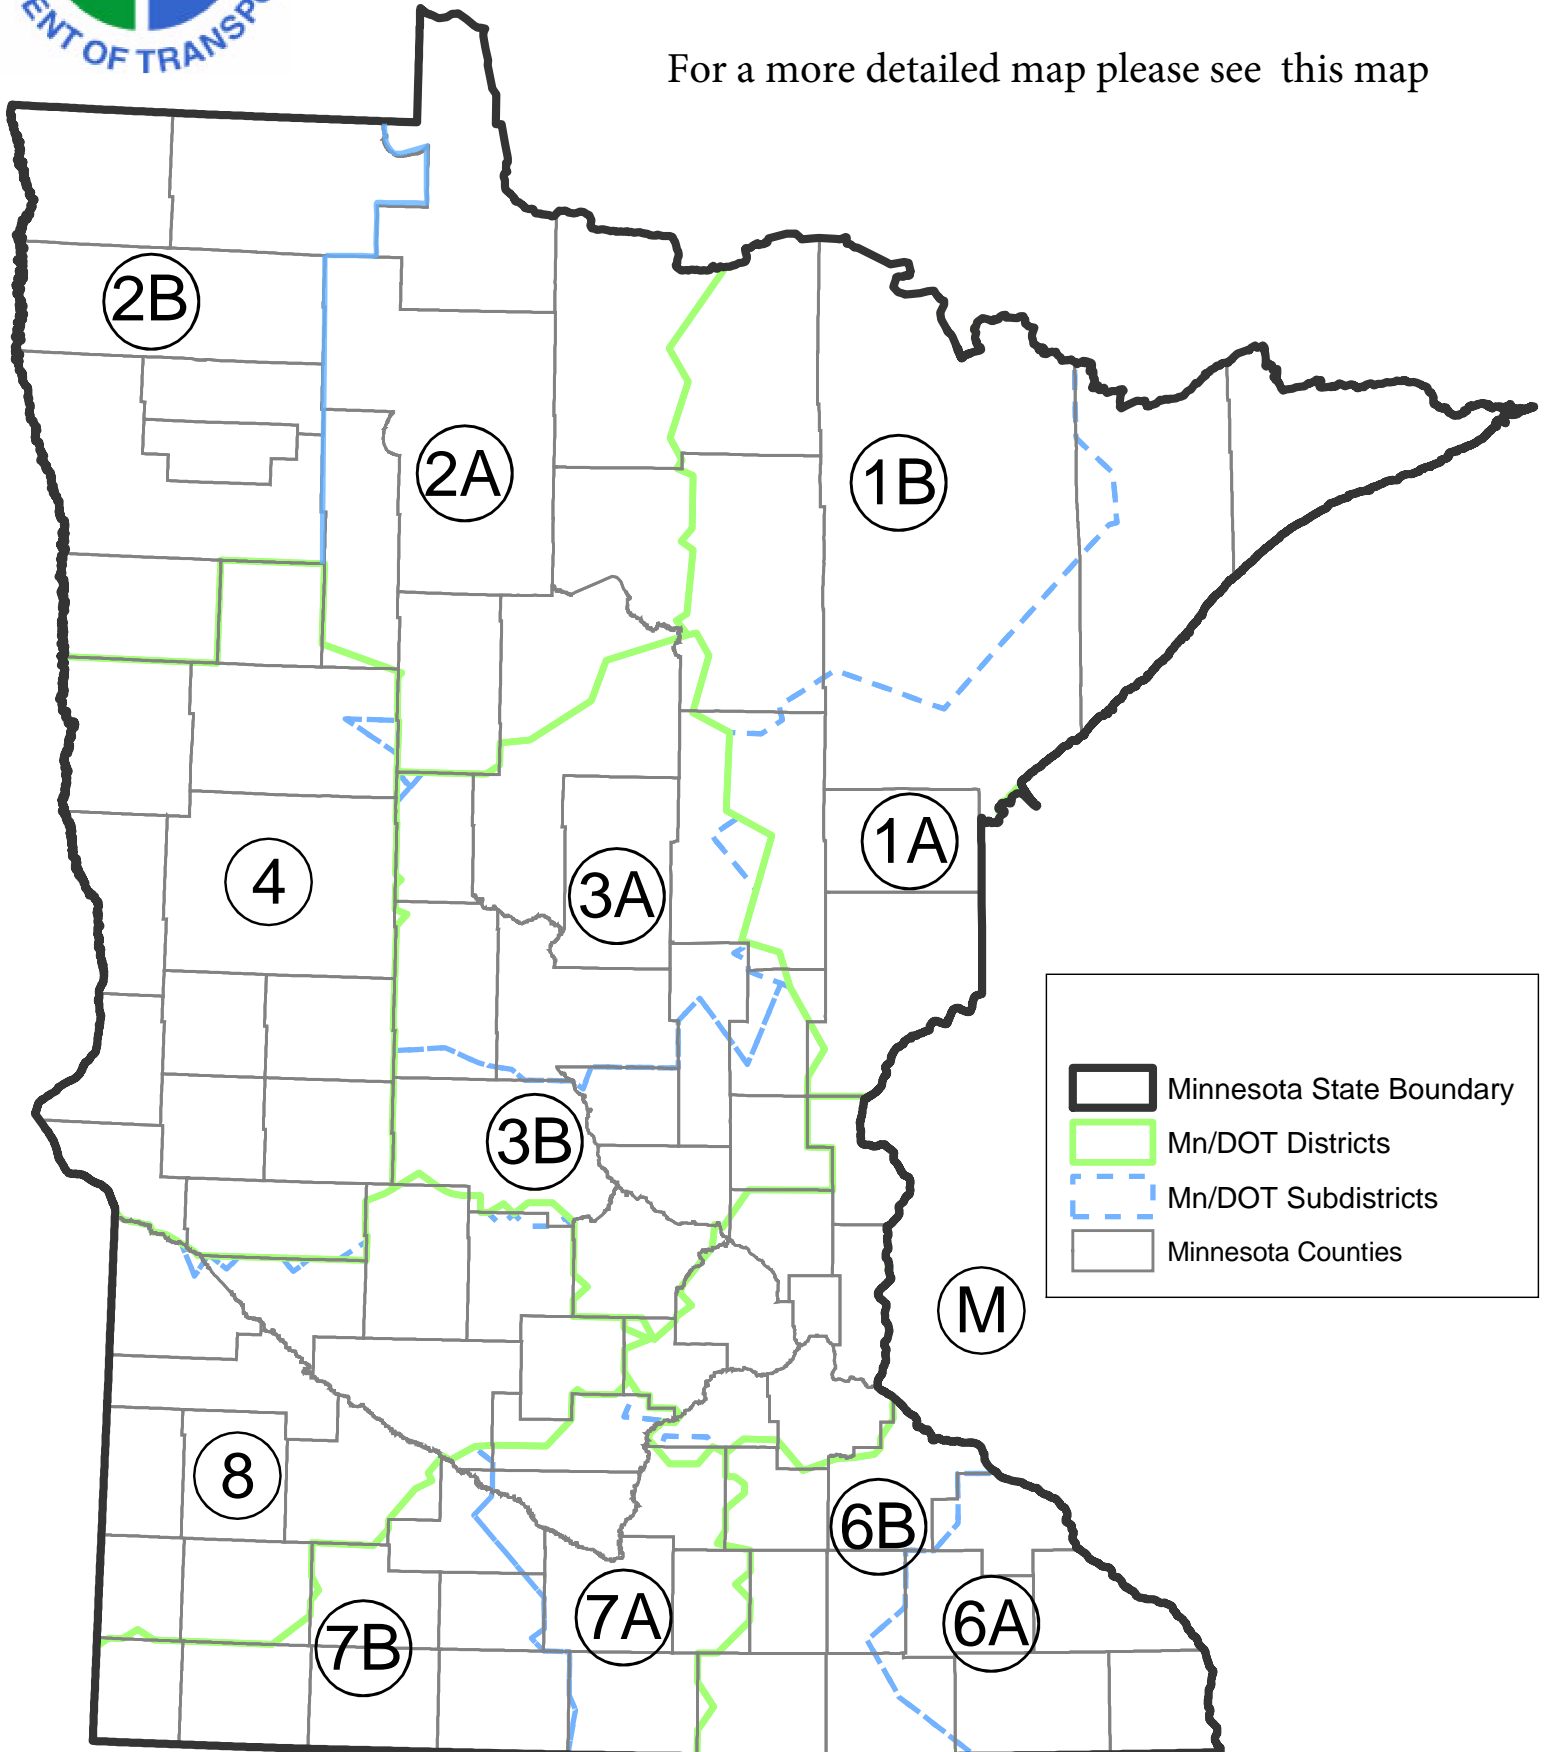 ENT OF TRANSPO
For a more detailed map please see this map
2B
2A
1B
1A
4
3A
3B
Minnesota State Boundary
Mn/DOT Districts
Mn/DOT Subdistricts
Minnesota Counties
M
8
6B
7A
6A
7B